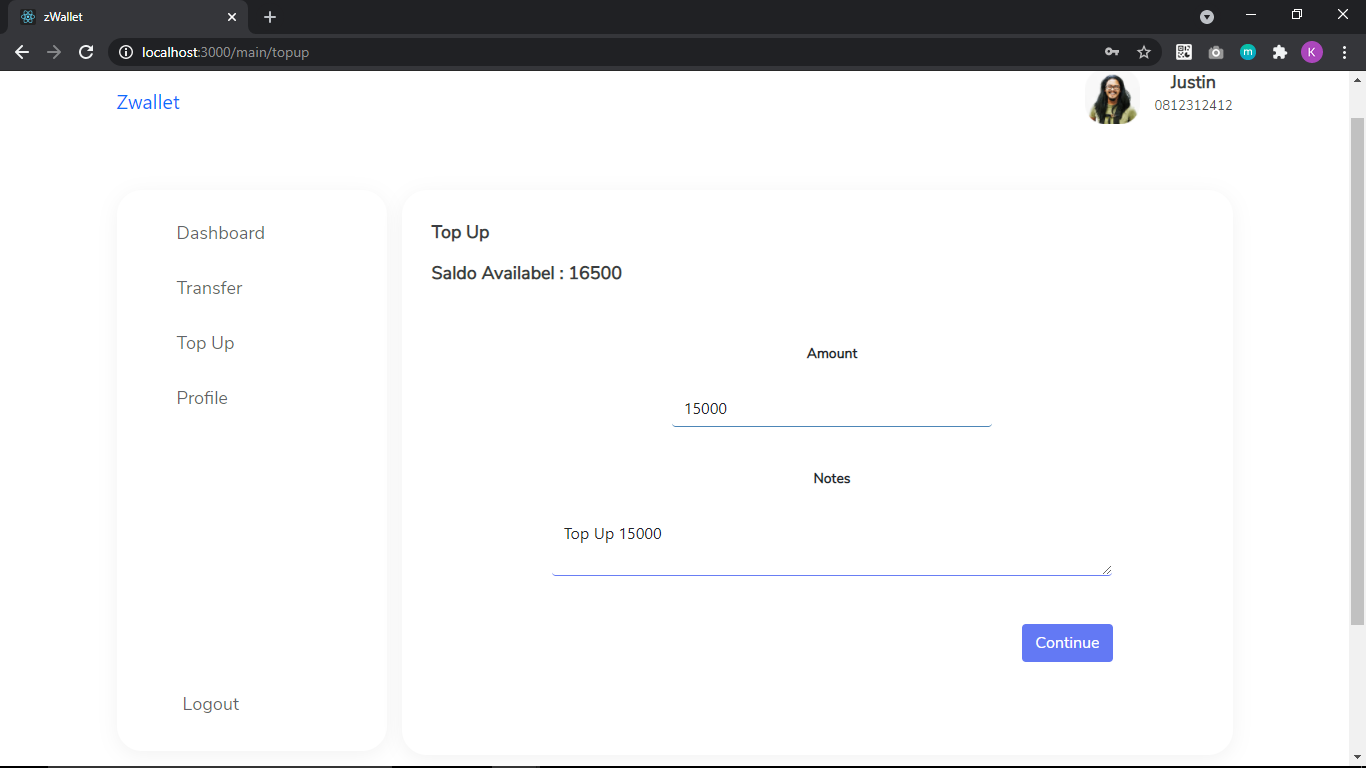 zWallet
localhost:3000/main/topup
m
K
Zwallet
Justin
0812312412
Dashboard
Transfer
Top Up
Profile
Logout
Top Up
Saldo Availabel : 16500
Amount
15000
Notes
Top Up 15000
Continue